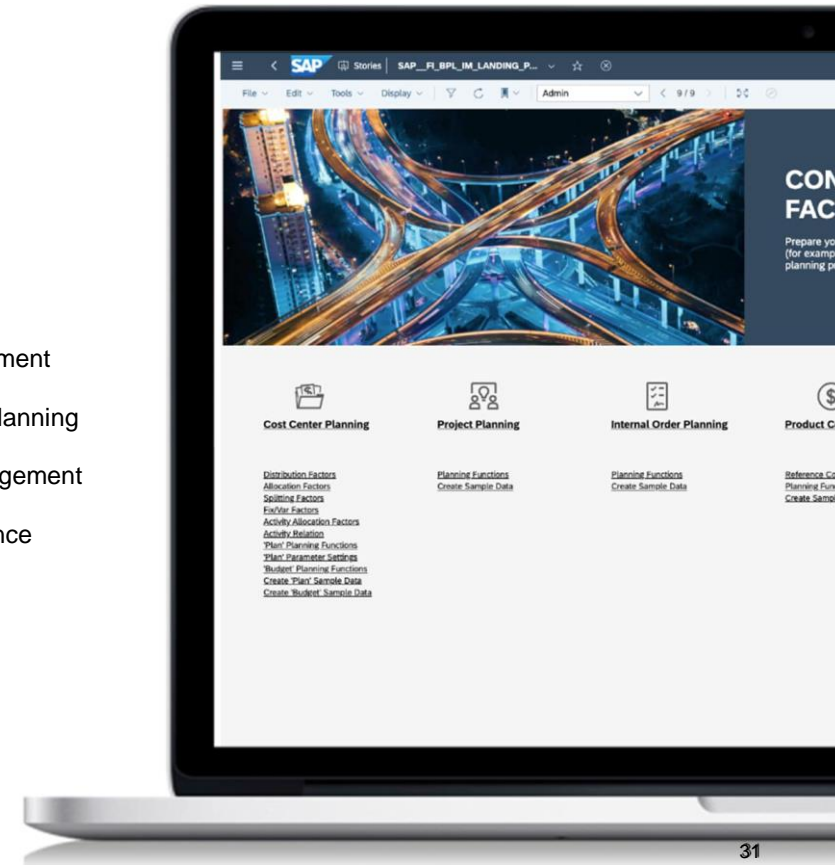 SAP Stories SAP__FI_BPL_IM_LANDING_P...
File Edit Tools Display Admin 9/9
CON
FAC
Prepare yo
(for examp
planning p
ment
lanning
gement
nce
Cost Center Planning
Distribution Factors
Allocation Factors
Splitting Factors
Fix/Var Factors
Activity Allocation Factors
Activity Relation
'Plan' Planning Functions
'Plan' Parameter Settings
'Budget' Planning Functions
Create 'Plan' Sample Data
Create 'Budget' Sample Data
Project Planning
Planning Functions
Create Sample Data
Internal Order Planning
Planning Functions
Create Sample Data
Product C
Reference Co
Planning Fun
Create Sampl
31